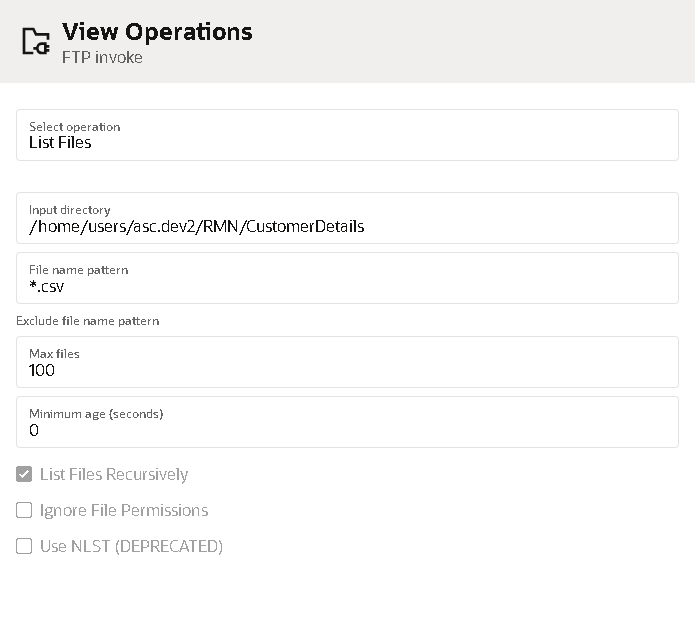 View Operations
FTP invoke
Select operation
List Files
Input directory
/home/users/asc.dev2/RMN/CustomerDetails
File name pattern
*.csv
Exclude file name pattern
Max files
100
Minimum age (seconds)
0
List Files Recursively
Ignore File Permissions
Use NLST (DEPRECATED)